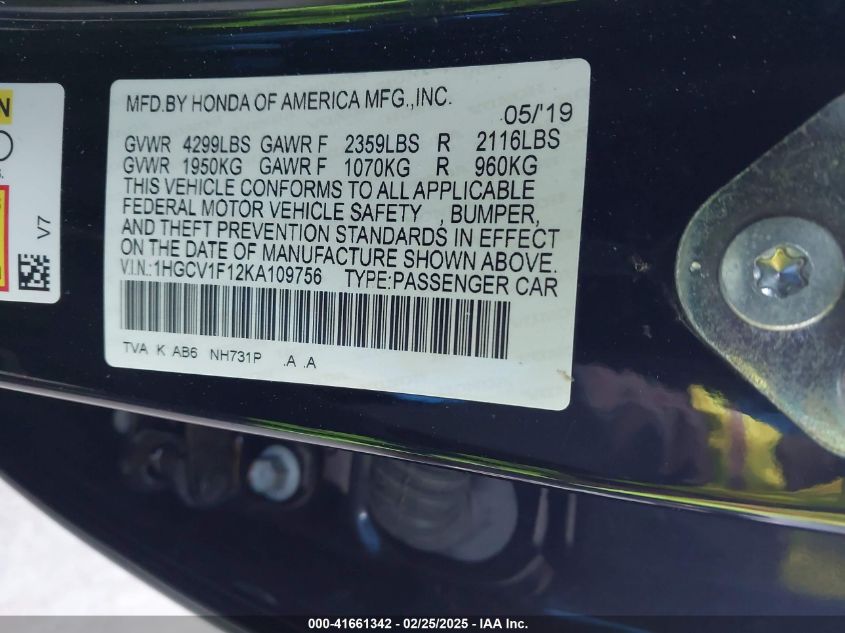 MFD.BY HONDA OF AMERICA MFG.,INC.
05/'19
GVWR 4299LBS GAWR F 2359LBS R 2116LBS
GVWR 1950KG GAWR F 1070KG R 960KG
THIS VEHICLE CONFORMS TO ALL APPLICABLE
FEDERAL MOTOR VEHICLE SAFETY , BUMPER,
AND THEFT PREVENTION STANDARDS IN EFFECT
ON THE DATE OF MANUFACTURE SHOWN ABOVE.
V.I.N.:1HGCV1F12KA109756 TYPE:PASSENGER CAR
TVA K AB6 NH731P .A .A
V7
000-41661342 - 02/25/2025 - IAA Inc.